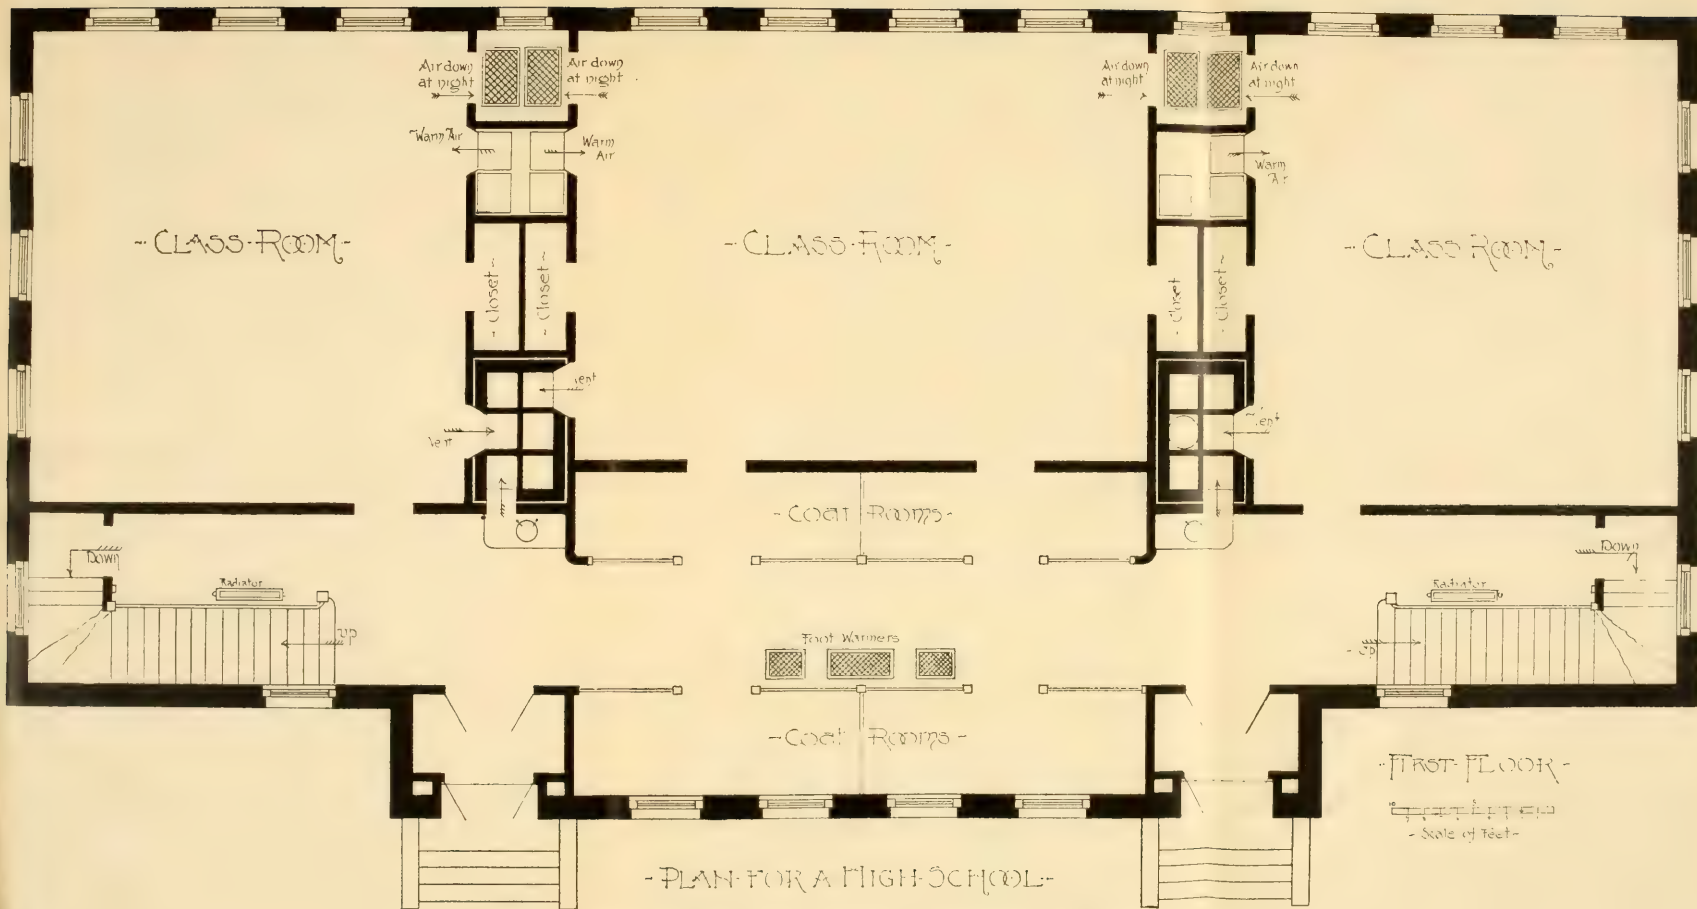 Air down
at night
Air down
at night
Air down
at night
Air down
at night
Warm Air
Warm
Air
Warm
Air
- CLASS-ROOM -
- CLASS-ROOM -
- CLASS ROOM -
- Closet -
- Closet -
- Closet
- Closet -
Vent
Vent
Vent
- COAT ROOMS -
Down
Down
Radiator
Radiator
Up
Up
Foot Warmers
- COAT ROOMS -
- FIRST-FLOOR -
- Scale of Feet -
- PLAN-FOR A HIGH-SCHOOL -